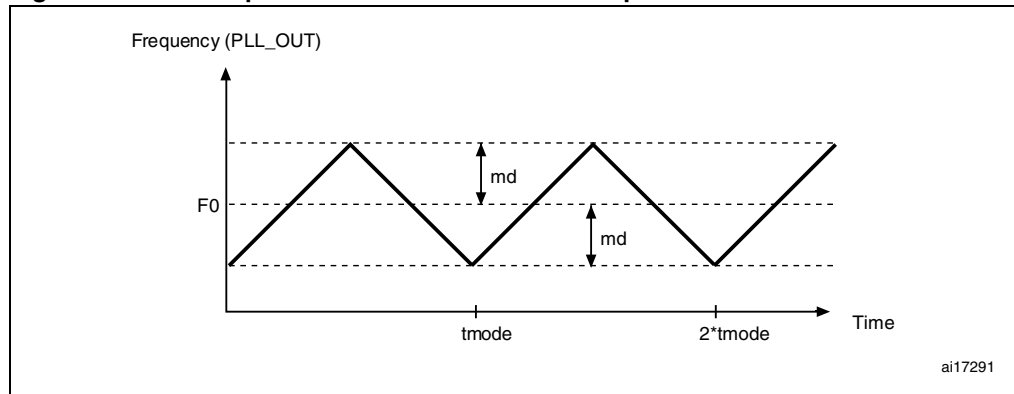 Frequency (PLL_OUT)
md
F0
md
tmode
2*tmode
Time
ai17291